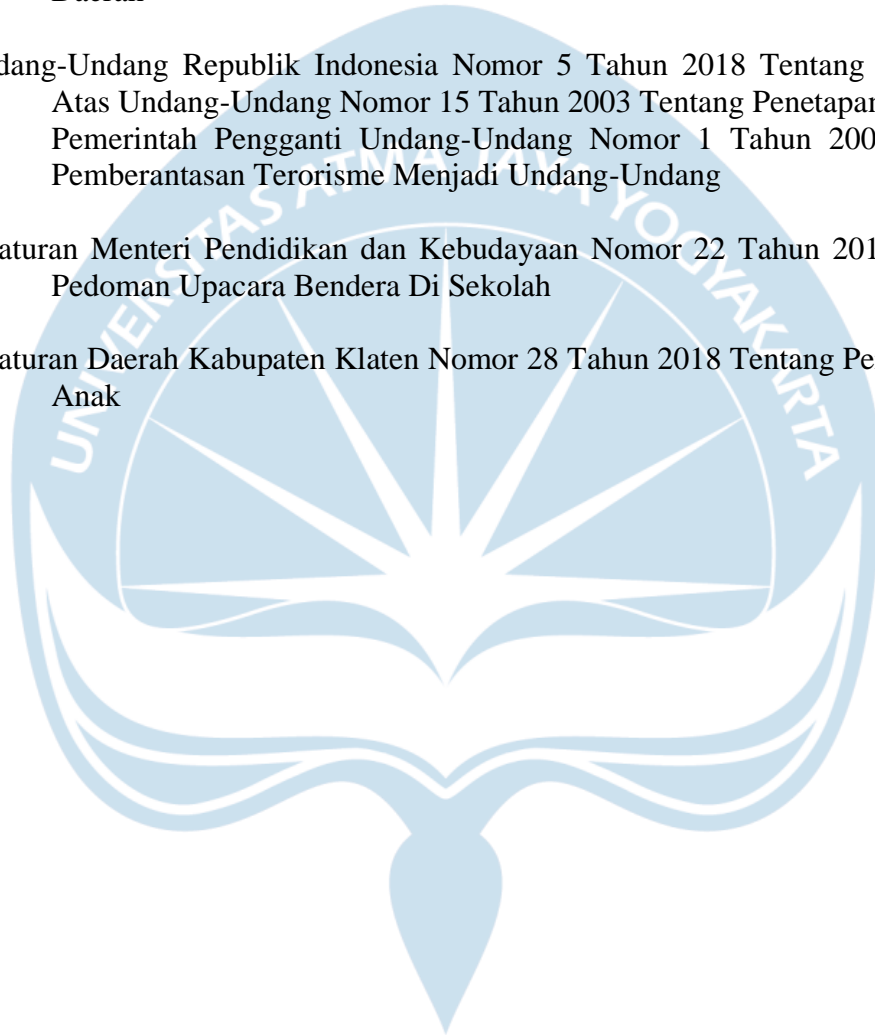 Daerah
dang-Undang Republik Indonesia Nomor 5 Tahun 2018 Tentang
Atas Undang-Undang Nomor 15 Tahun 2003 Tentang Penetapan
Pemerintah Pengganti Undang-Undang Nomor 1 Tahun 200
Pemberantasan Terorisme Menjadi Undang-Undang
aturan Menteri Pendidikan dan Kebudayaan Nomor 22 Tahun 201
Pedoman Upacara Bendera Di Sekolah
aturan Daerah Kabupaten Klaten Nomor 28 Tahun 2018 Tentang Pe
Anak
UNIVERSITAS ATMA JAYA YOGYAKARTA